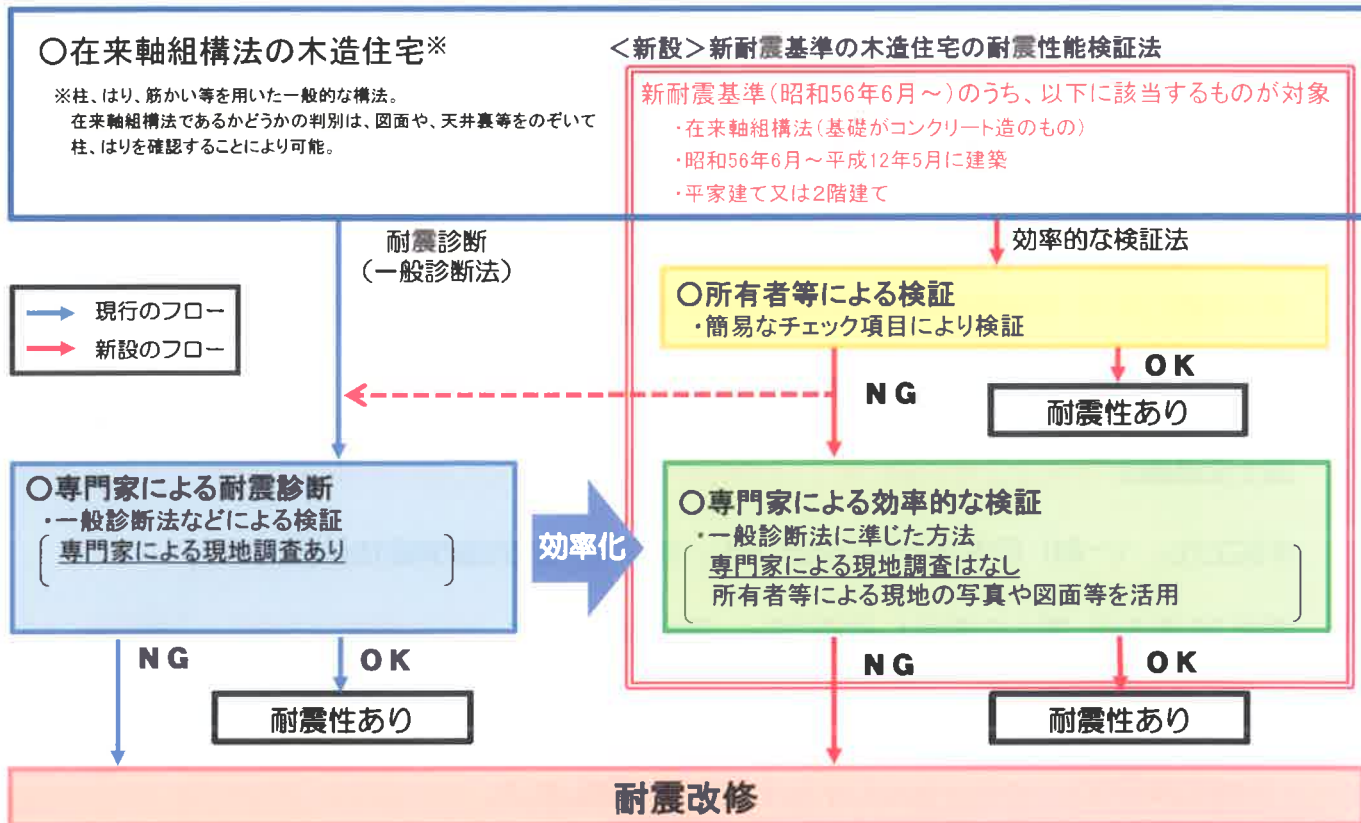 〇在来軸組構法の木造住宅※
※柱、はり、筋かい等を用いた一般的な構法。
在来軸組構法であるかどうかの判別は、図面や、天井裏等をのぞいて
柱、はりを確認することにより可能。
＜新設＞新耐震基準の木造住宅の耐震性能検証法
新耐震基準(昭和56年6月～)のうち、以下に該当するものが対象
・在来軸組構法(基礎がコンクリート造のもの)
・昭和56年6月～平成12年5月に建築
・平家建て又は2階建て
耐震診断
(一般診断法)
効率的な検証法
現行のフロー
新設のフロー
〇所有者等による検証
・簡易なチェック項目により検証
NG
OK
耐震性あり
〇専門家による耐震診断
・一般診断法などによる検証
専門家による現地調査あり
効率化
〇専門家による効率的な検証
・一般診断法に準じた方法
専門家による現地調査はなし
所有者等による現地の写真や図面等を活用
NG
OK
耐震性あり
NG
OK
耐震性あり
耐震改修